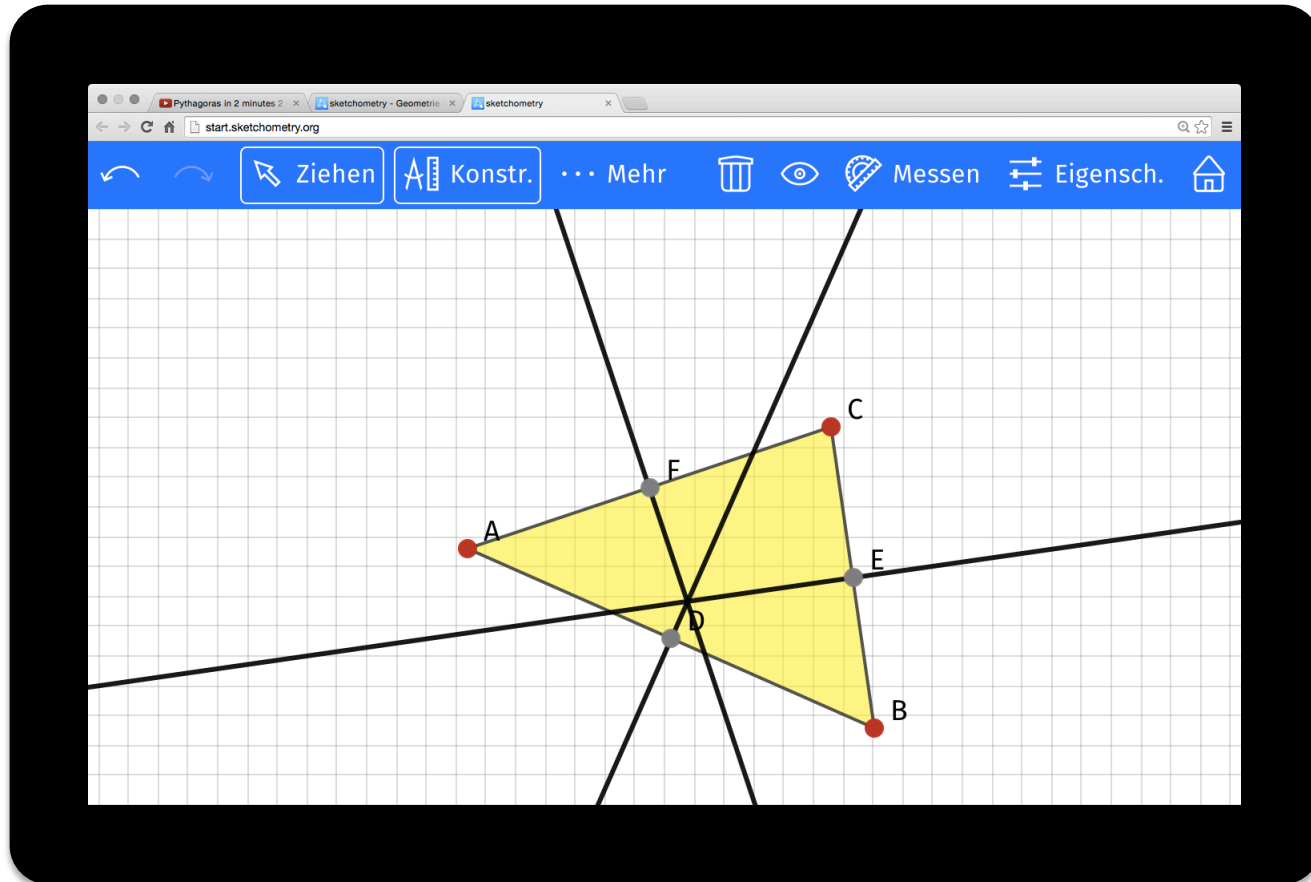 Pythagoras in 2 minutes 2
sketchometry - Geometrie
sketchometry
start.sketchometry.org
Ziehen
Konstr.
Mehr
Messen
Eigensch.
C
F
A
E
D
B